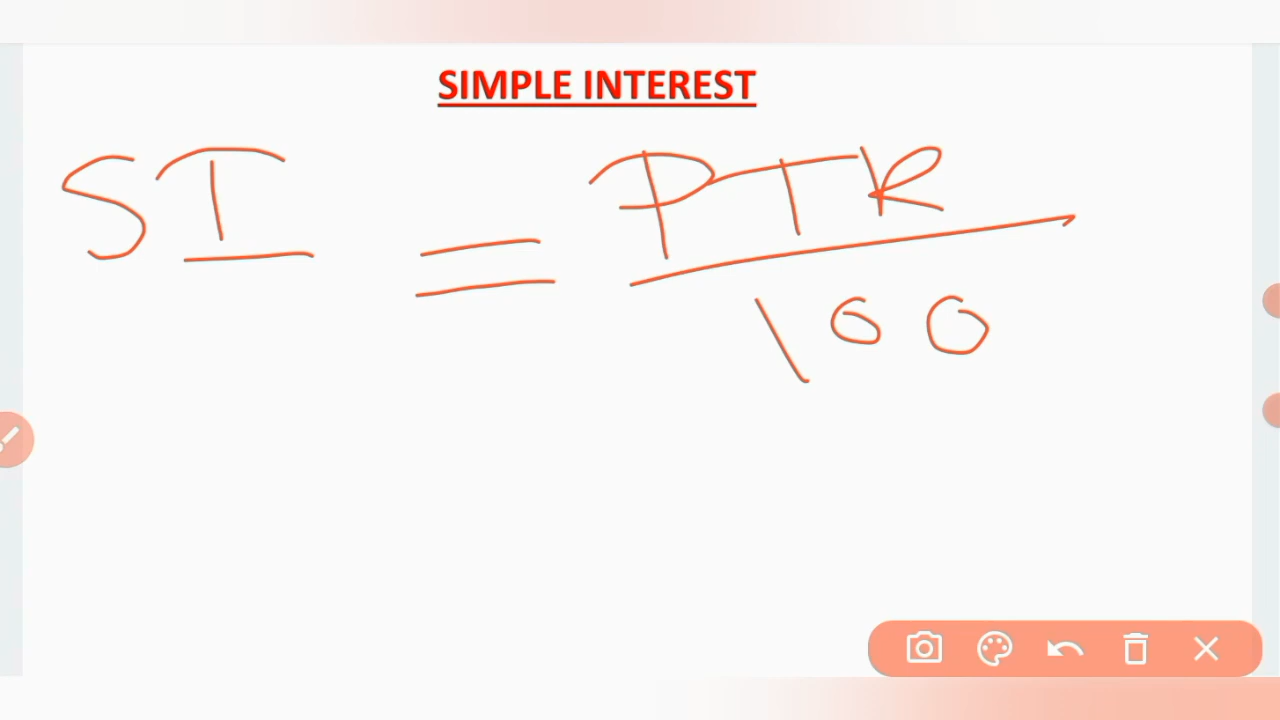 SIMPLE INTEREST
SI = PTR
100